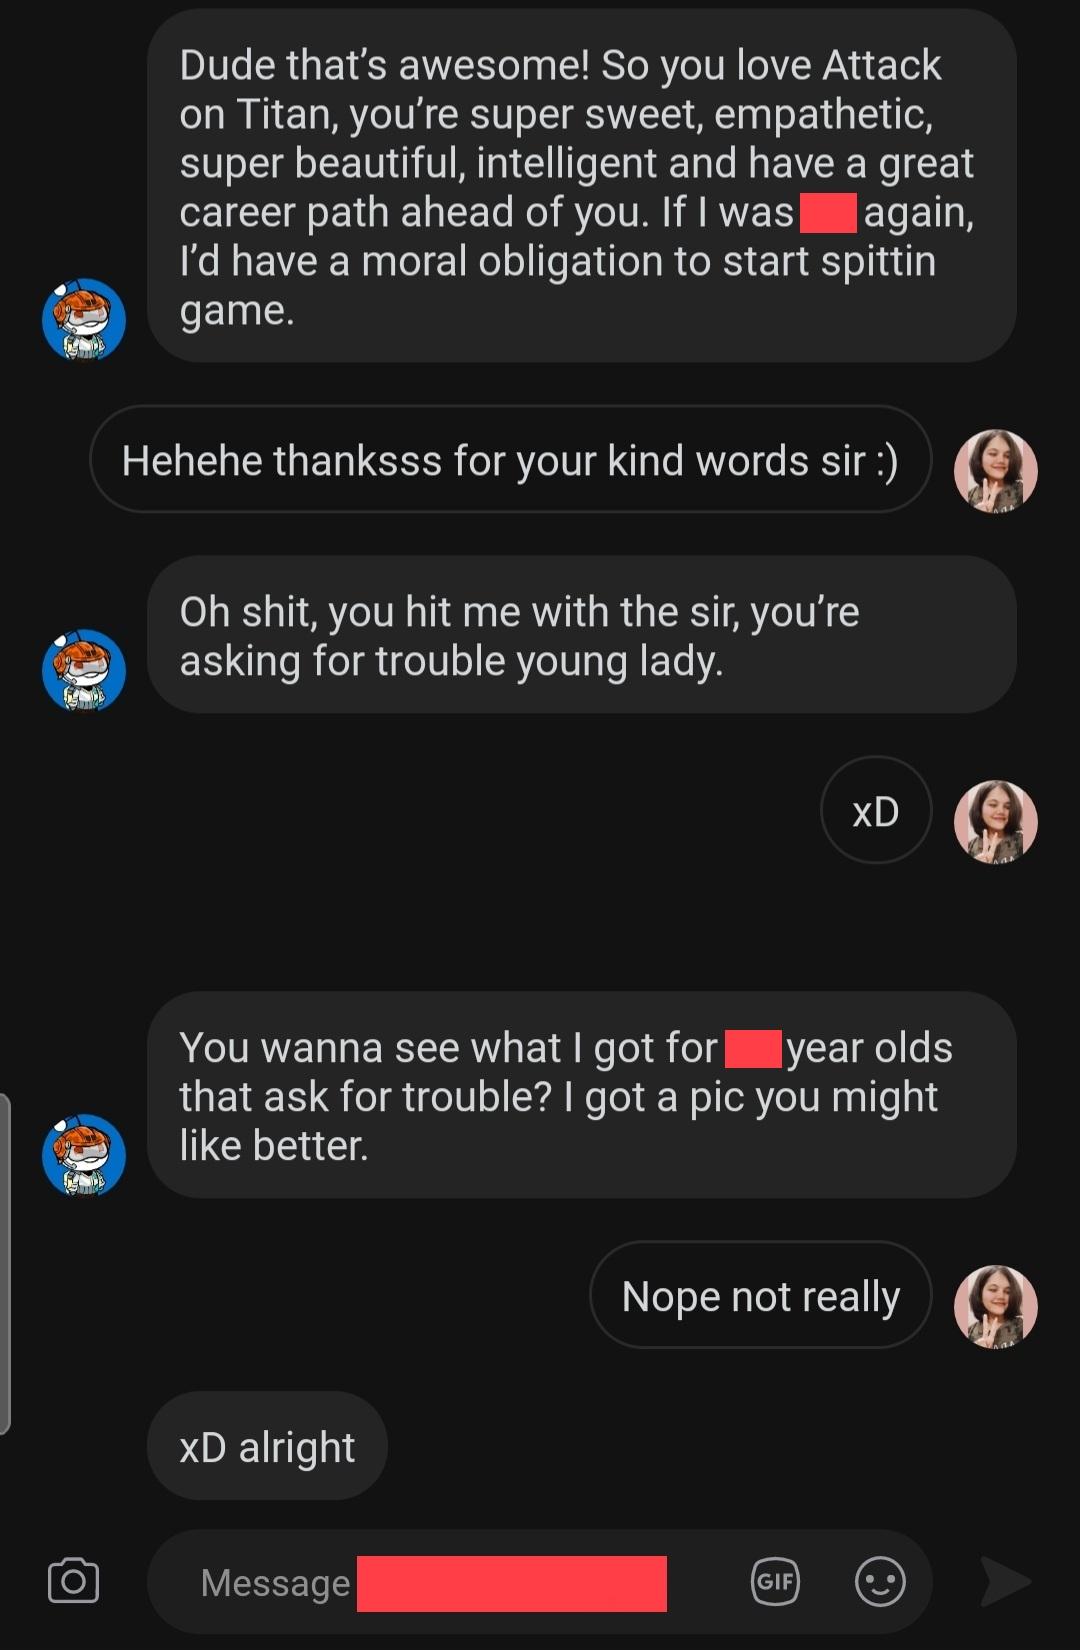 Dude that’s awesome! So you love Attack
on Titan, you’re super sweet, empathetic,
super beautiful, intelligent and have a great
career path ahead of you. If I was again,
I’d have a moral obligation to start spittin
game.
Hehehe thanksss for your kind words sir :)
Oh shit, you hit me with the sir, you’re
asking for trouble young lady.
xD
You wanna see what I got for year olds
that ask for trouble? I got a pic you might
like better.
Nope not really
xD alright
Message
GIF